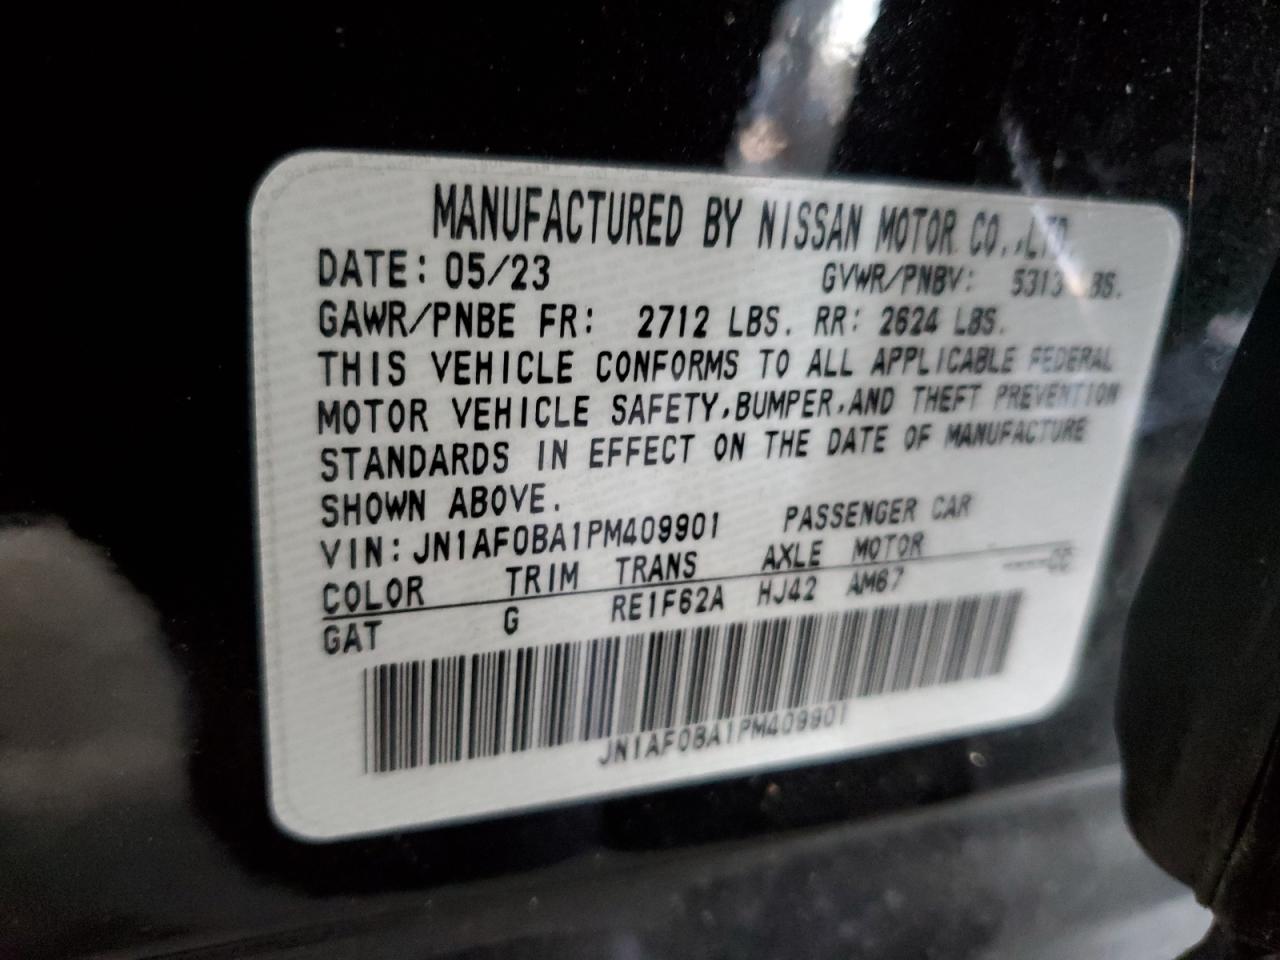 MANUFACTURED BY NISSAN MOTOR CO.,LTD.
DATE: 05/23 GVWR/PNBV: 5313 LBS.
GAWR/PNBE FR: 2712 LBS. RR: 2624 LBS.
THIS VEHICLE CONFORMS TO ALL APPLICABLE FEDERAL
MOTOR VEHICLE SAFETY,BUMPER,AND THEFT PREVENTION
STANDARDS IN EFFECT ON THE DATE OF MANUFACTURE
SHOWN ABOVE.
VIN: JN1AF0BA1PM409901 PASSENGER CAR
COLOR TRIM TRANS AXLE MOTOR
GAT G RE1F62A HJ42 AM67 ----CC
JN1AF0BA1PM409901